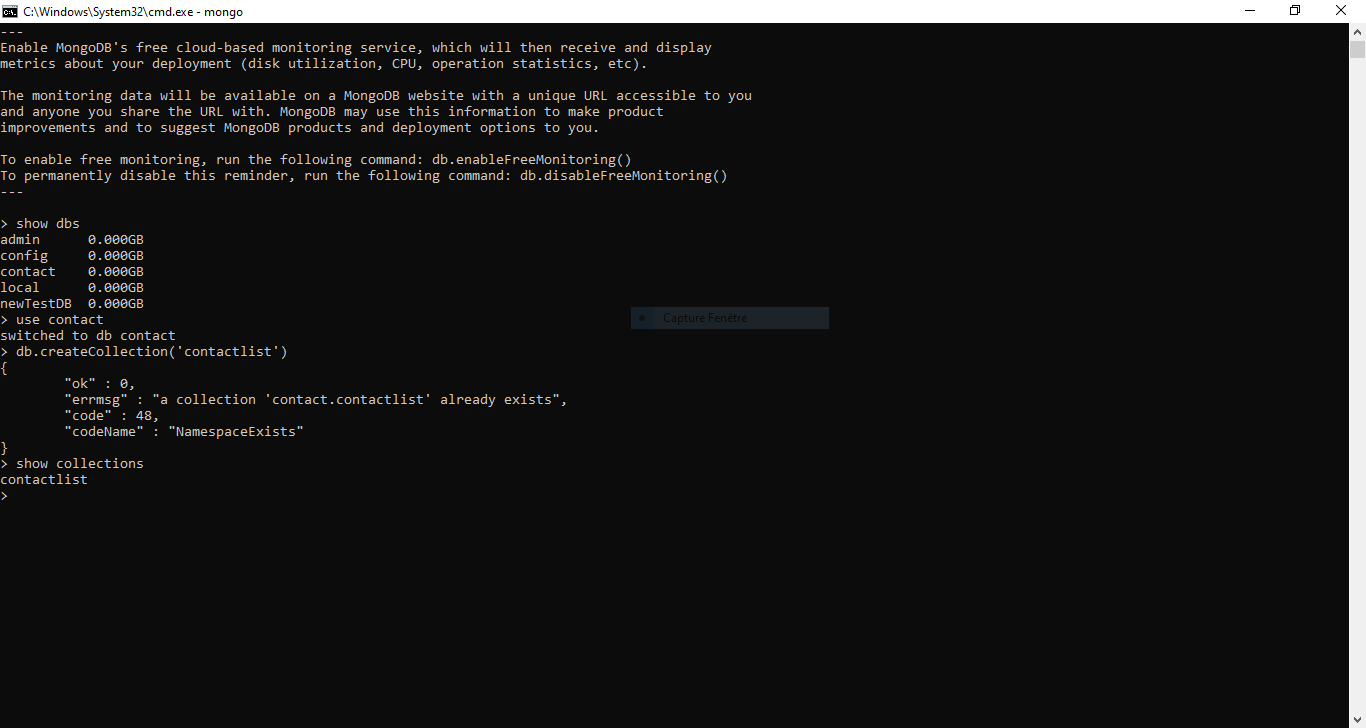 C:\Windows\System32\cmd.exe - mongo
---
Enable MongoDB's free cloud-based monitoring service, which will then receive and display
metrics about your deployment (disk utilization, CPU, operation statistics, etc).
The monitoring data will be available on a MongoDB website with a unique URL accessible to you
and anyone you share the URL with. MongoDB may use this information to make product
improvements and to suggest MongoDB products and deployment options to you.
To enable free monitoring, run the following command: db.enableFreeMonitoring()
To permanently disable this reminder, run the following command: db.disableFreeMonitoring()
---
> show dbs
admin      0.000GB
config     0.000GB
contact    0.000GB
local      0.000GB
newTestDB  0.000GB
> use contact
Capture Fenêtre
switched to db contact
> db.createCollection('contactlist')
{
        "ok" : 0,
        "errmsg" : "a collection 'contact.contactlist' already exists",
        "code" : 48,
        "codeName" : "NamespaceExists"
}
> show collections
contactlist
>